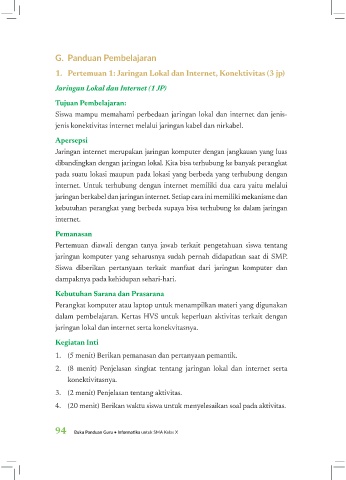 G. Panduan Pembelajaran
1. Pertemuan 1: Jaringan Lokal dan Internet, Konektivitas (3 jp)
Jaringan Lokal dan Internet (1 JP)
Tujuan Pembelajaran:
Siswa mampu memahami perbedaan jaringan lokal dan internet dan jenis-
jenis konektivitas internet melalui jaringan kabel dan nirkabel.
Apersepsi
Jaringan internet merupakan jaringan komputer dengan jangkauan yang luas
dibandingkan dengan jaringan lokal. Kita bisa terhubung ke banyak perangkat
pada suatu lokasi maupun pada lokasi yang berbeda yang terhubung dengan
internet. Untuk terhubung dengan internet memiliki dua cara yaitu melalui
jaringan berkabel dan jaringan internet. Setiap cara ini memiliki mekanisme dan
kebutuhan perangkat yang berbeda supaya bisa terhubung ke dalam jaringan
internet.
Pemanasan
Pertemuan diawali dengan tanya jawab terkait pengetahuan siswa tentang
jaringan komputer yang seharusnya sudah pernah didapatkan saat di SMP.
Siswa diberikan pertanyaan terkait manfaat dari jaringan komputer dan
dampaknya pada kehidupan sehari-hari.
Kebutuhan Sarana dan Prasarana
Perangkat komputer atau laptop untuk menampilkan materi yang digunakan
dalam pembelajaran. Kertas HVS untuk keperluan aktivitas terkait dengan
jaringan lokal dan internet serta konekvitasnya.
Kegiatan Inti
1. (5 menit) Berikan pemanasan dan pertanyaan pemantik.
2. (8 menit) Penjelasan singkat tentang jaringan lokal dan internet serta
konektivitasnya.
3. (2 menit) Penjelasan tentang aktivitas.
4. (20 menit) Berikan waktu siswa untuk menyelesaikan soal pada aktivitas.
94 Buku Panduan Guru • Informatika untuk SMA Kelas X